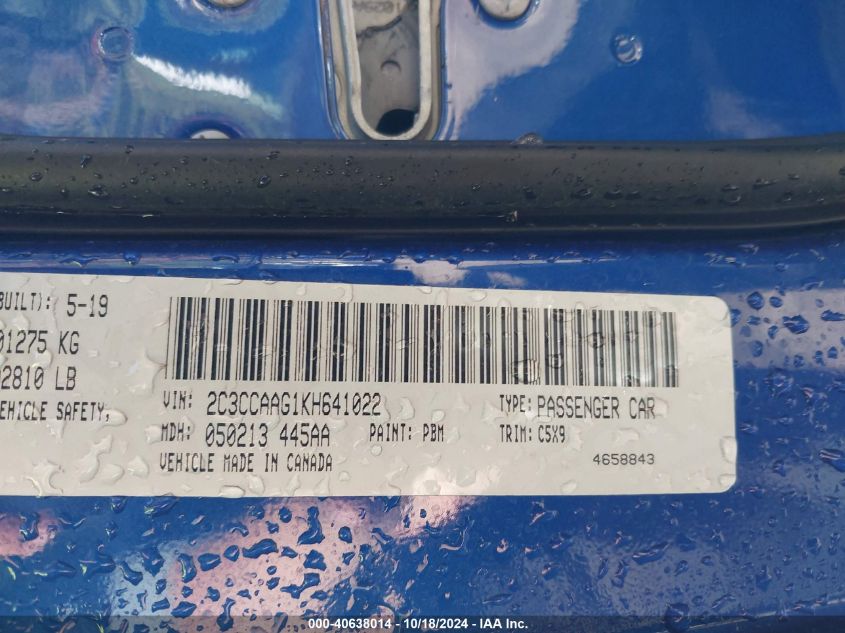 BUILT): 5-19
01275 KG
02810 LB
VEHICLE SAFETY,
VIN: 2C3CCAAG1KH641022 TYPE: PASSENGER CAR
MDH: 050213 445AA PAINT: PBM TRIM: C5X9
VEHICLE MADE IN CANADA 4658843
000-40638014 - 10/18/2024 - IAA Inc.